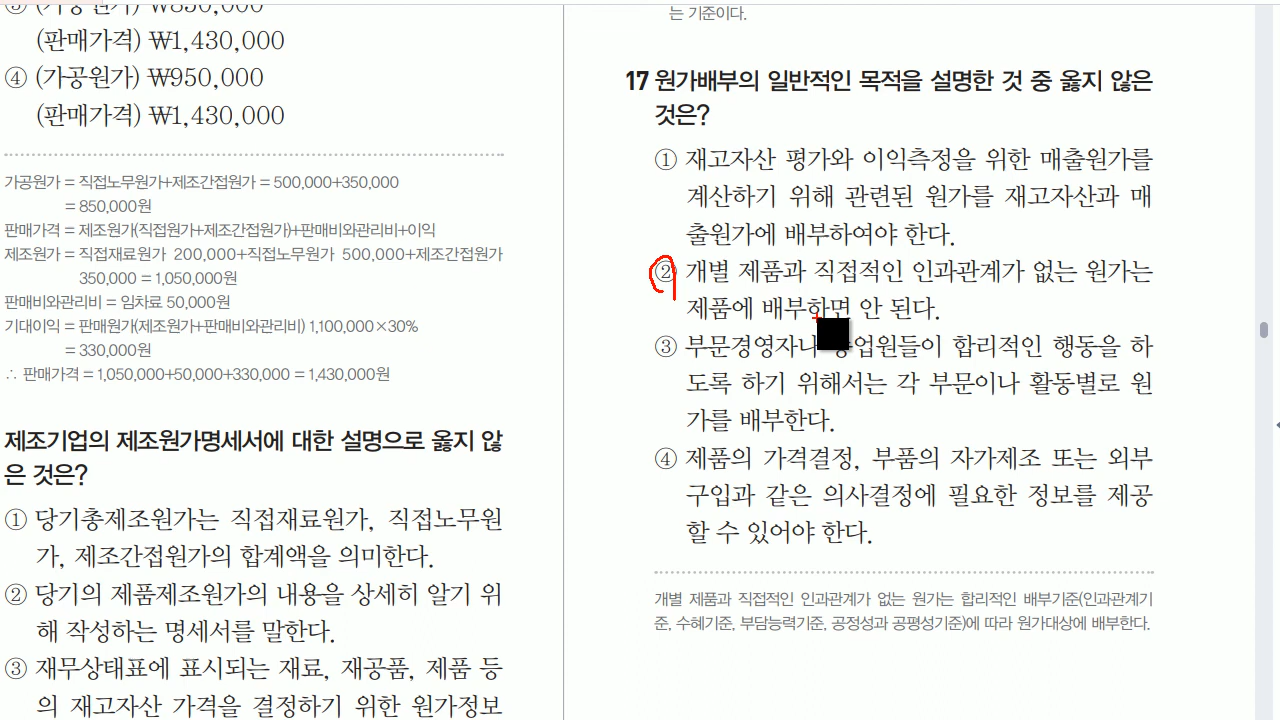 ③ (가공원가) ₩850,000
(판매가격) ₩1,430,000
④ (가공원가) ₩950,000
(판매가격) ₩1,430,000
가공원가 = 직접노무원가+제조간접원가 = 500,000+350,000
= 850,000원
판매가격 = 제조원가(직접원가+제조간접원가)+판매비와관리비+이익
제조원가 = 직접재료원가 200,000+직접노무원가 500,000+제조간접원가
350,000 = 1,050,000원
판매비와관리비 = 임차료 50,000원
기대이익 = 판매원가(제조원가+판매비와관리비) 1,100,000×30%
= 330,000원
∴ 판매가격 = 1,050,000+50,000+330,000 = 1,430,000원
제조기업의 제조원가명세서에 대한 설명으로 옳지 않
은 것은?
① 당기총제조원가는 직접재료원가, 직접노무원
가, 제조간접원가의 합계액을 의미한다.
② 당기의 제품제조원가의 내용을 상세히 알기 위
해 작성하는 명세서를 말한다.
③ 재무상태표에 표시되는 재료, 재공품, 제품 등
의 재고자산 가격을 결정하기 위한 원가정보
는 기준이다.
17 원가배부의 일반적인 목적을 설명한 것 중 옳지 않은
것은?
① 재고자산 평가와 이익측정을 위한 매출원가를
계산하기 위해 관련된 원가를 재고자산과 매
출원가에 배부하여야 한다.
② 개별 제품과 직접적인 인과관계가 없는 원가는
제품에 배부하면 안 된다.
③ 부문경영자나 종업원들이 합리적인 행동을 하
도록 하기 위해서는 각 부문이나 활동별로 원
가를 배부한다.
④ 제품의 가격결정, 부품의 자가제조 또는 외부
구입과 같은 의사결정에 필요한 정보를 제공
할 수 있어야 한다.
개별 제품과 직접적인 인과관계가 없는 원가는 합리적인 배부기준(인과관계기
준, 수혜기준, 부담능력기준, 공정성과 공평성기준)에 따라 원가대상에 배부한다.